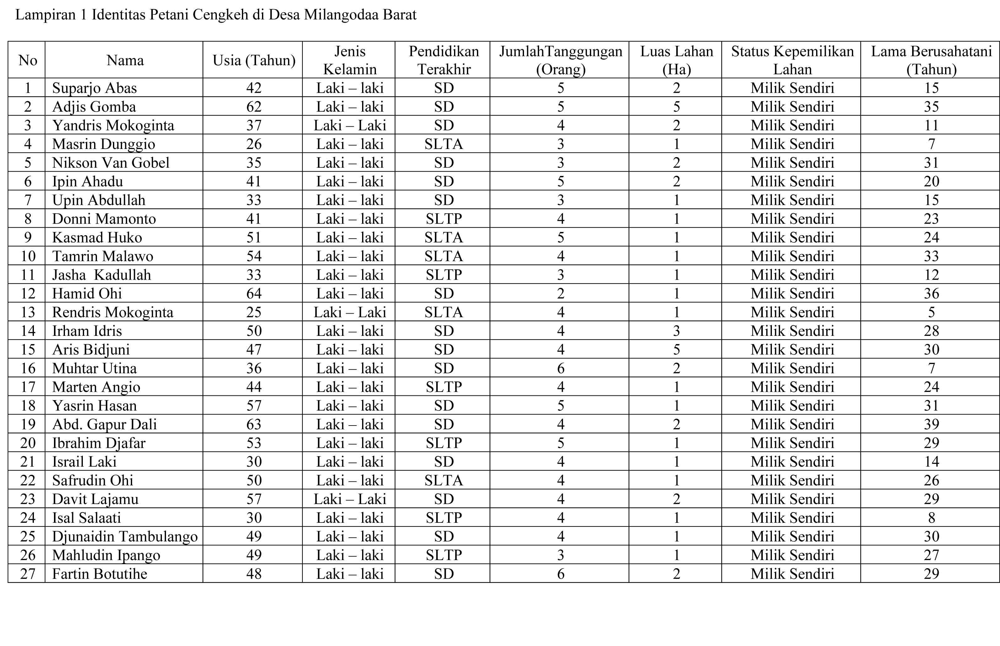 Lampiran 1 Identitas Petani Cengkeh di Desa Milangodaa Barat
No Nama Usia (Tahun) Jenis Kelamin Pendidikan Terakhir JumlahTanggungan (Orang) Luas Lahan (Ha) Status Kepemilikan Lahan Lama Berusahatani (Tahun)
1 Suparjo Abas 42 Laki – laki SD 5 2 Milik Sendiri 15
2 Adjis Gomba 62 Laki – laki SD 5 5 Milik Sendiri 35
3 Yandris Mokoginta 37 Laki – Laki SD 4 2 Milik Sendiri 11
4 Masrin Dunggio 26 Laki – laki SLTA 3 1 Milik Sendiri 7
5 Nikson Van Gobel 35 Laki – laki SD 3 2 Milik Sendiri 31
6 Ipin Ahadu 41 Laki – laki SD 5 2 Milik Sendiri 20
7 Upin Abdullah 33 Laki – laki SD 3 1 Milik Sendiri 15
8 Donni Mamonto 41 Laki – laki SLTP 4 1 Milik Sendiri 23
9 Kasmad Huko 51 Laki – laki SLTA 5 1 Milik Sendiri 24
10 Tamrin Malawo 54 Laki – laki SLTA 4 1 Milik Sendiri 33
11 Jasha  Kadullah 33 Laki – laki SLTP 3 1 Milik Sendiri 12
12 Hamid Ohi 64 Laki – laki SD 2 1 Milik Sendiri 36
13 Rendris Mokoginta 25 Laki – Laki SLTA 4 1 Milik Sendiri 5
14 Irham Idris 50 Laki – laki SD 4 3 Milik Sendiri 28
15 Aris Bidjuni 47 Laki – laki SD 4 5 Milik Sendiri 30
16 Muhtar Utina 36 Laki – laki SD 6 2 Milik Sendiri 7
17 Marten Angio 44 Laki – laki SLTP 4 1 Milik Sendiri 24
18 Yasrin Hasan 57 Laki – laki SD 5 1 Milik Sendiri 31
19 Abd. Gapur Dali 63 Laki – laki SD 4 2 Milik Sendiri 39
20 Ibrahim Djafar 53 Laki – laki SLTP 5 1 Milik Sendiri 29
21 Israil Laki 30 Laki – laki SD 4 1 Milik Sendiri 14
22 Safrudin Ohi 50 Laki – laki SLTA 4 1 Milik Sendiri 26
23 Davit Lajamu 57 Laki – Laki SD 4 2 Milik Sendiri 29
24 Isal Salaati 30 Laki – laki SLTP 4 1 Milik Sendiri 8
25 Djunaidin Tambulango 49 Laki – laki SD 4 1 Milik Sendiri 30
26 Mahludin Ipango 49 Laki – laki SLTP 3 1 Milik Sendiri 27
27 Fartin Botutihe 48 Laki – laki SD 6 2 Milik Sendiri 29